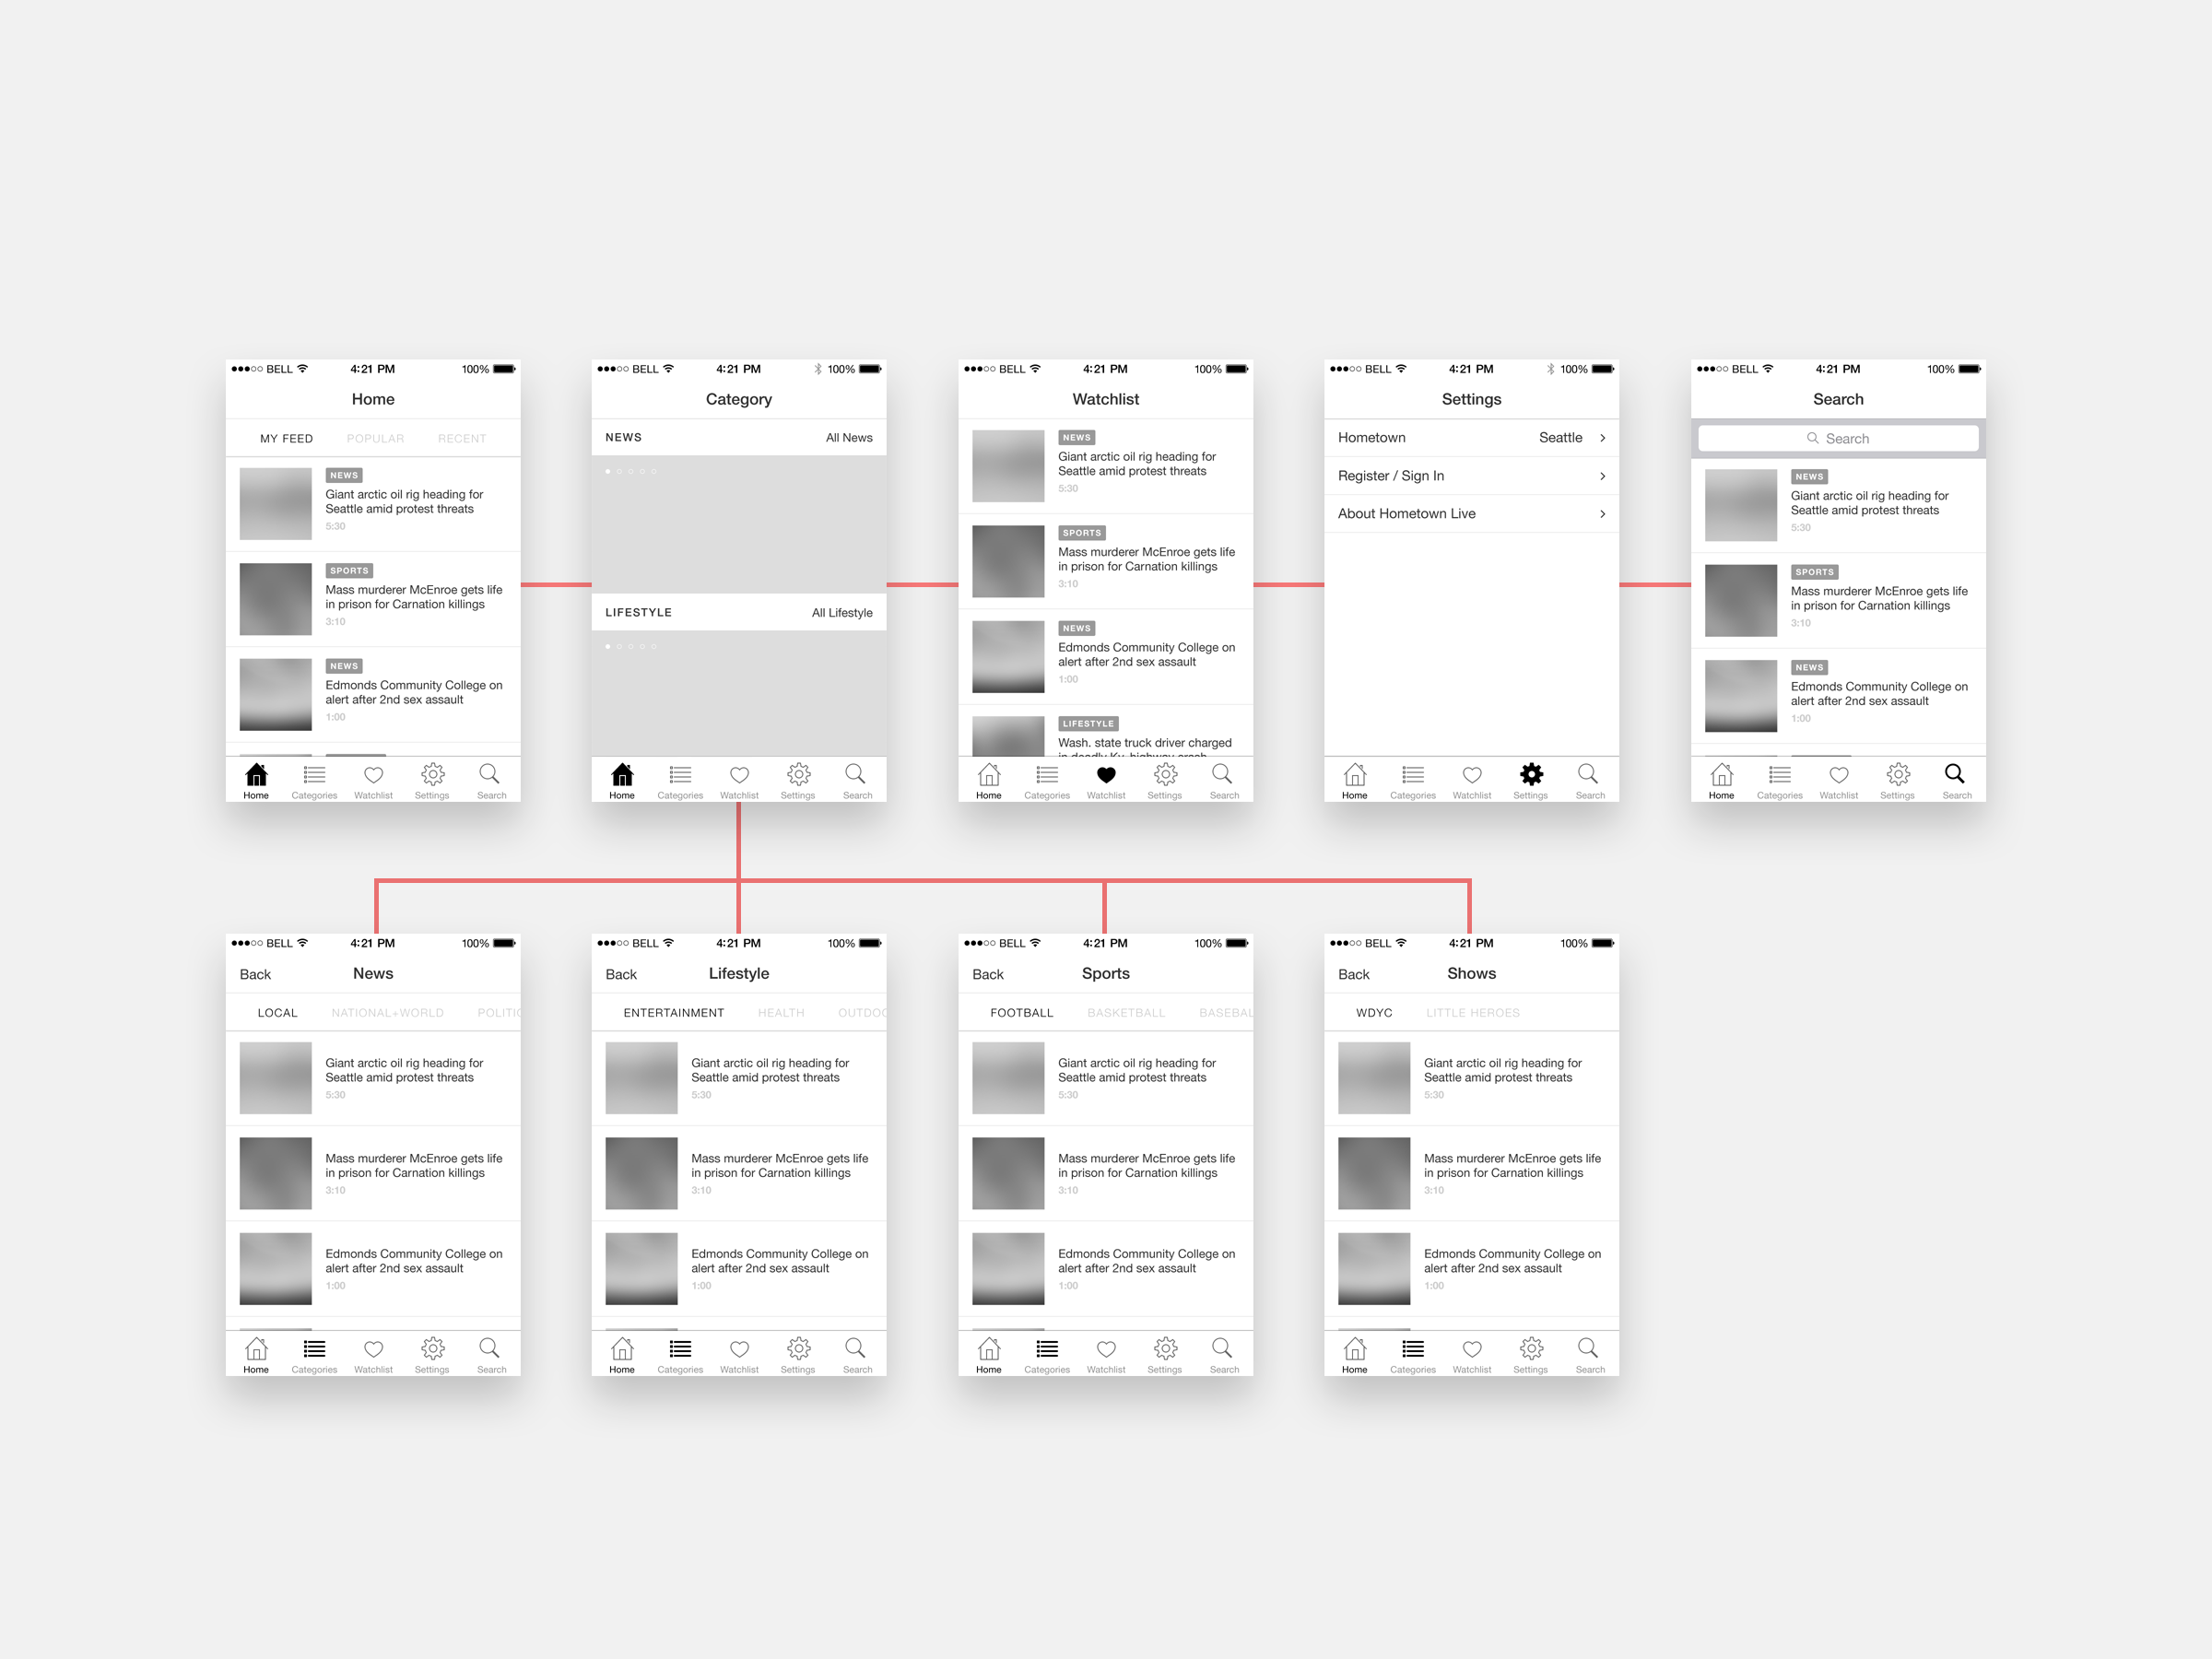 BELL 4:21 PM 100%
Home
MY FEED POPULAR RECENT
NEWS
Giant arctic oil rig heading for
Seattle amid protest threats
5:30
SPORTS
Mass murderer McEnroe gets life
in prison for Carnation killings
3:10
NEWS
Edmonds Community College on
alert after 2nd sex assault
1:00
Home Categories Watchlist Settings Search
BELL 4:21 PM 100%
Category
NEWS All News
LIFESTYLE All Lifestyle
Home Categories Watchlist Settings Search
BELL 4:21 PM 100%
Watchlist
NEWS
Giant arctic oil rig heading for
Seattle amid protest threats
5:30
SPORTS
Mass murderer McEnroe gets life
in prison for Carnation killings
3:10
NEWS
Edmonds Community College on
alert after 2nd sex assault
1:00
LIFESTYLE
Wash. state truck driver charged
in deadly Ky. highway crash
Home Categories Watchlist Settings Search
BELL 4:21 PM 100%
Settings
Hometown Seattle
Register / Sign In
About Hometown Live
Home Categories Watchlist Settings Search
BELL 4:21 PM 100%
Search
Search
NEWS
Giant arctic oil rig heading for
Seattle amid protest threats
5:30
SPORTS
Mass murderer McEnroe gets life
in prison for Carnation killings
3:10
NEWS
Edmonds Community College on
alert after 2nd sex assault
1:00
Home Categories Watchlist Settings Search
BELL 4:21 PM 100%
Back News
LOCAL NATIONAL+WORLD POLITIC
Giant arctic oil rig heading for
Seattle amid protest threats
5:30
Mass murderer McEnroe gets life
in prison for Carnation killings
3:10
Edmonds Community College on
alert after 2nd sex assault
1:00
Home Categories Watchlist Settings Search
BELL 4:21 PM 100%
Back Lifestyle
ENTERTAINMENT HEALTH OUTDOO
Giant arctic oil rig heading for
Seattle amid protest threats
5:30
Mass murderer McEnroe gets life
in prison for Carnation killings
3:10
Edmonds Community College on
alert after 2nd sex assault
1:00
Home Categories Watchlist Settings Search
BELL 4:21 PM 100%
Back Sports
FOOTBALL BASKETBALL BASEBAL
Giant arctic oil rig heading for
Seattle amid protest threats
5:30
Mass murderer McEnroe gets life
in prison for Carnation killings
3:10
Edmonds Community College on
alert after 2nd sex assault
1:00
Home Categories Watchlist Settings Search
BELL 4:21 PM 100%
Back Shows
WDYC LITTLE HEROES
Giant arctic oil rig heading for
Seattle amid protest threats
5:30
Mass murderer McEnroe gets life
in prison for Carnation killings
3:10
Edmonds Community College on
alert after 2nd sex assault
1:00
Home Categories Watchlist Settings Search